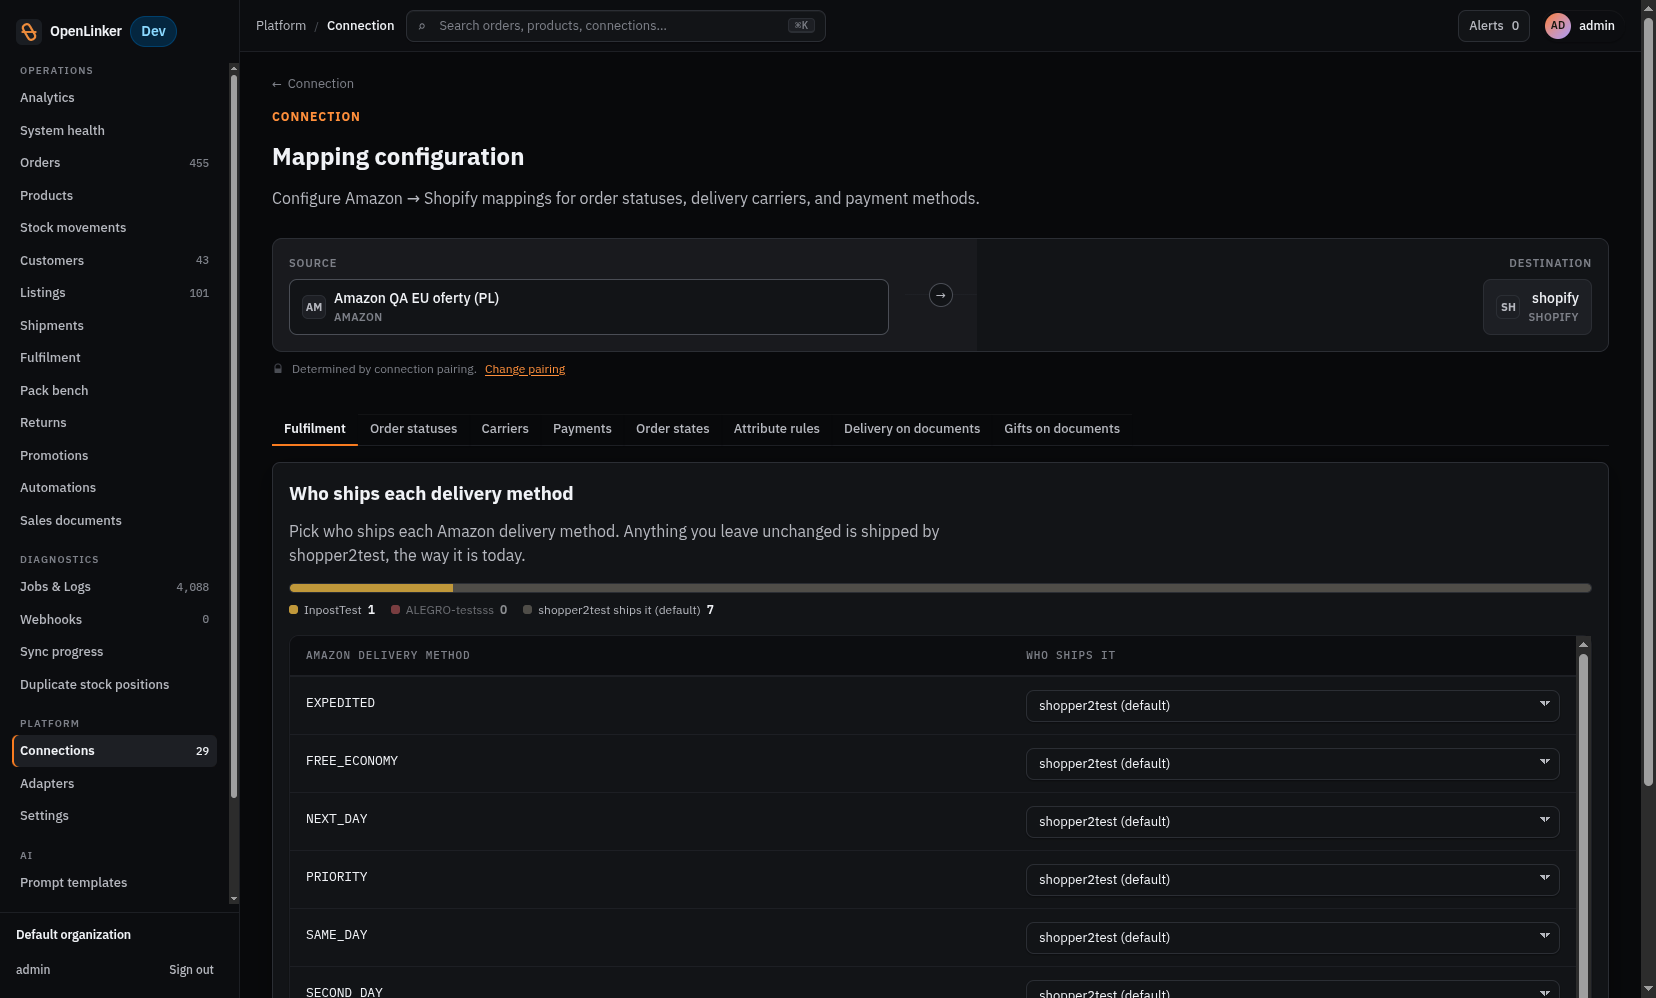 OpenLinker Dev
OPERATIONS
Analytics
System health
Orders 455
Products
Stock movements
Customers 43
Listings 101
Shipments
Fulfilment
Pack bench
Returns
Promotions
Automations
Sales documents
DIAGNOSTICS
Jobs & Logs 4,088
Webhooks 0
Sync progress
Duplicate stock positions
PLATFORM
Connections 29
Adapters
Settings
AI
Prompt templates
Default organization
admin Sign out
Platform / Connection
Search orders, products, connections... ⌘K
Alerts 0
AD admin
← Connection
CONNECTION
Mapping configuration
Configure Amazon → Shopify mappings for order statuses, delivery carriers, and payment methods.
SOURCE
AM Amazon QA EU oferty (PL)
AMAZON
→
DESTINATION
SH shopify
SHOPIFY
Determined by connection pairing. Change pairing
Fulfilment Order statuses Carriers Payments Order states Attribute rules Delivery on documents Gifts on documents
Who ships each delivery method
Pick who ships each Amazon delivery method. Anything you leave unchanged is shipped by
shopper2test, the way it is today.
InpostTest 1 ALEGRO-testsss 0 shopper2test ships it (default) 7
AMAZON DELIVERY METHOD WHO SHIPS IT
EXPEDITED shopper2test (default)
FREE_ECONOMY shopper2test (default)
NEXT_DAY shopper2test (default)
PRIORITY shopper2test (default)
SAME_DAY shopper2test (default)
SECOND_DAY shopper2test (default)